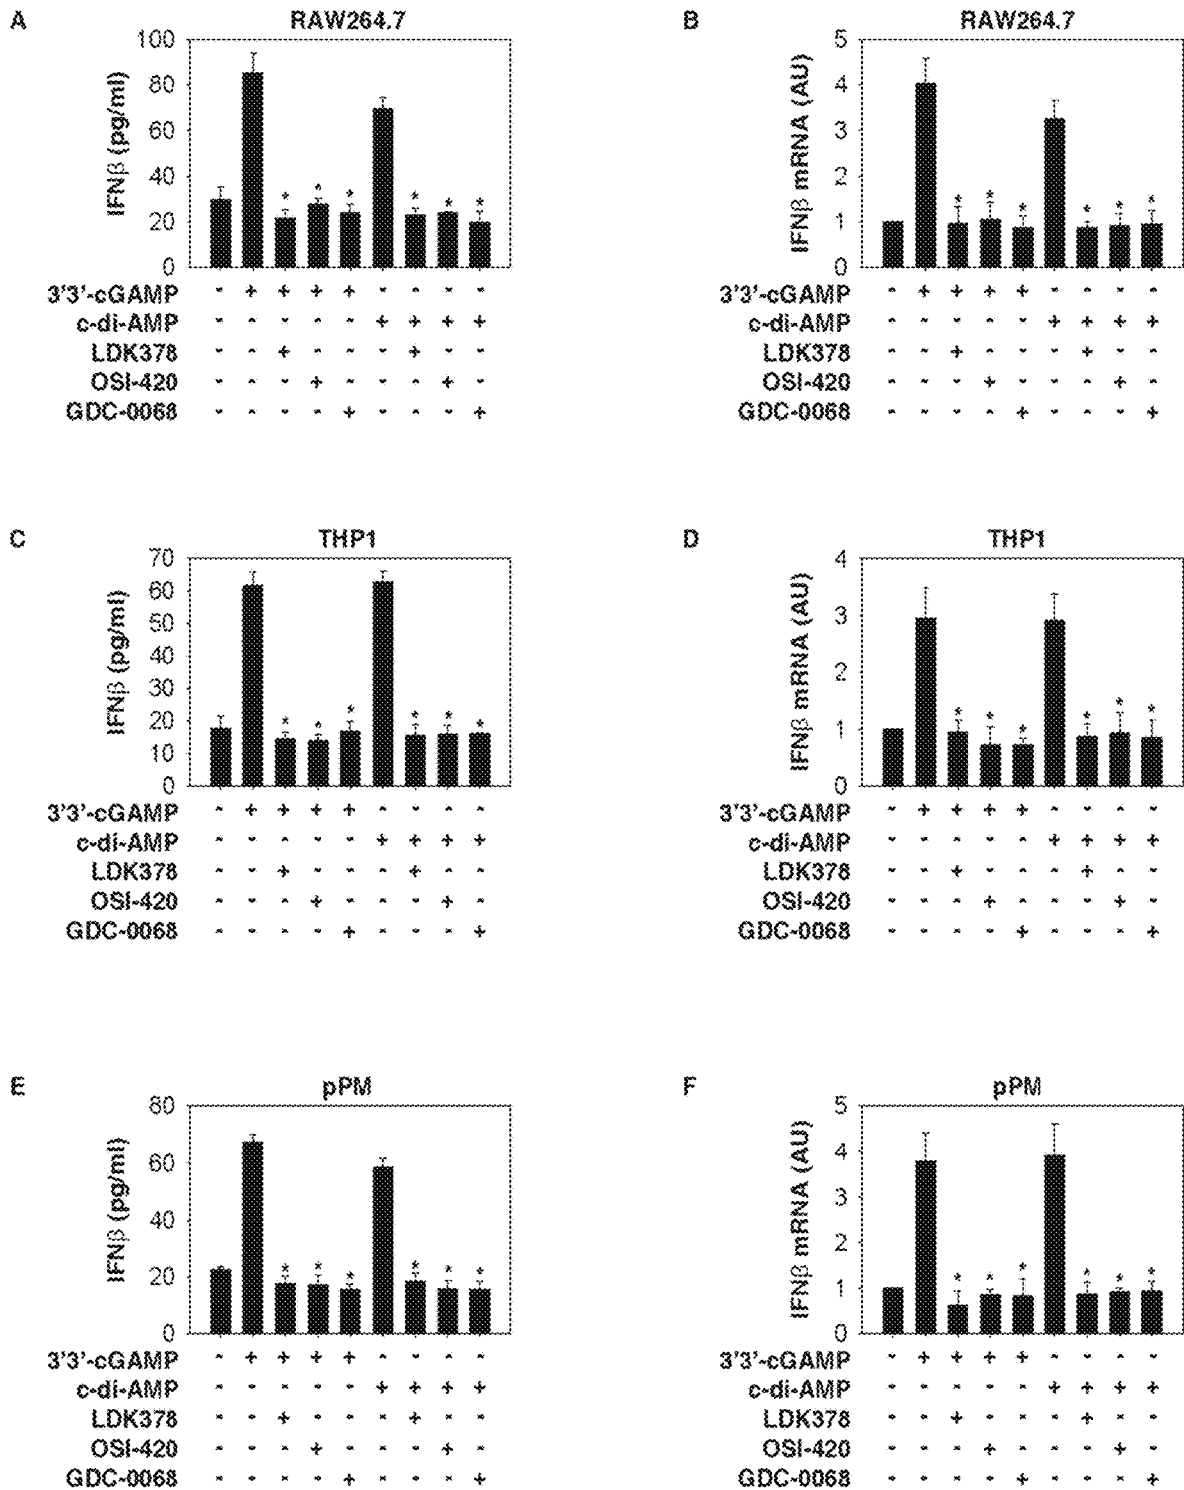 A
RAW264.7
IFNβ (pg/ml)
100
80
60
40
20
0
* * * * * *
3'3'-cGAMP - + + + + - - - -
c-di-AMP - - - - - + + + +
LDK378 - - + - - - + - -
OSI-420 - - - + - - - + -
GDC-0068 - - - - + - - - +
B
RAW264.7
IFNβ mRNA (AU)
5
4
3
2
1
0
* * * * * *
3'3'-cGAMP - + + + + - - - -
c-di-AMP - - - - - + + + +
LDK378 - - + - - - + - -
OSI-420 - - - + - - - + -
GDC-0068 - - - - + - - - +
C
THP1
IFNβ (pg/ml)
70
60
50
40
30
20
10
0
* * * * * *
3'3'-cGAMP - + + + + - - - -
c-di-AMP - - - - - + + + +
LDK378 - - + - - - + - -
OSI-420 - - - + - - - + -
GDC-0068 - - - - + - - - +
D
THP1
IFNβ mRNA (AU)
4
3
2
1
0
* * * * * *
3'3'-cGAMP - + + + + - - - -
c-di-AMP - - - - - + + + +
LDK378 - - + - - - + - -
OSI-420 - - - + - - - + -
GDC-0068 - - - - + - - - +
E
pPM
IFNβ (pg/ml)
80
60
40
20
0
* * * * * *
3'3'-cGAMP - + + + + - - - -
c-di-AMP - - - - - + + + +
LDK378 - - + - - - + - -
OSI-420 - - - + - - - + -
GDC-0068 - - - - + - - - +
F
pPM
IFNβ mRNA (AU)
5
4
3
2
1
0
* * * * * *
3'3'-cGAMP - + + + + - - - -
c-di-AMP - - - - - + + + +
LDK378 - - + - - - + - -
OSI-420 - - - + - - - + -
GDC-0068 - - - - + - - - +